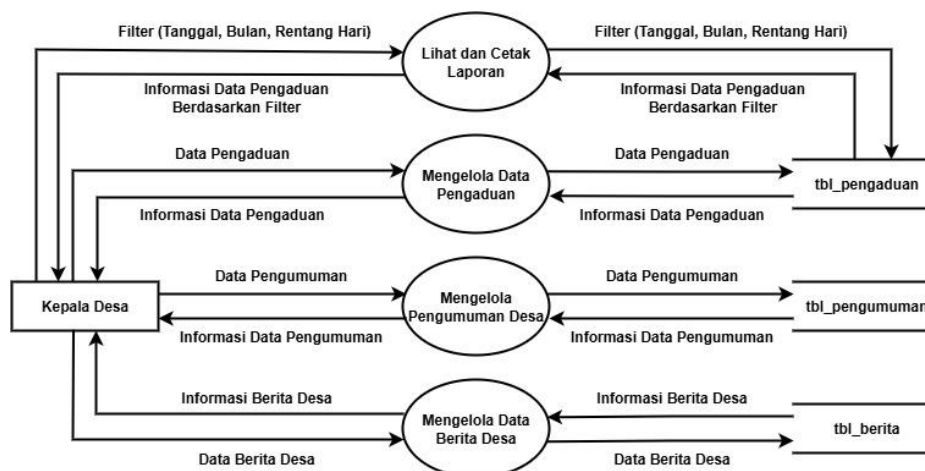 Filter (Tanggal, Bulan, Rentang Hari)
Lihat dan Cetak
Laporan
Filter (Tanggal, Bulan, Rentang Hari)
Informasi Data Pengaduan
Berdasarkan Filter
Informasi Data Pengaduan
Berdasarkan Filter
Data Pengaduan
Mengelola Data
Pengaduan
Data Pengaduan
tbl_pengaduan
Informasi Data Pengaduan
Informasi Data Pengaduan
Kepala Desa
Data Pengumuman
Mengelola
Pengumuman Desa
Data Pengumuman
tbl_pengumuman
Informasi Data Pengumuman
Informasi Data Pengumuman
Informasi Berita Desa
Mengelola Data
Berita Desa
Informasi Berita Desa
tbl_berita
Data Berita Desa
Data Berita Desa